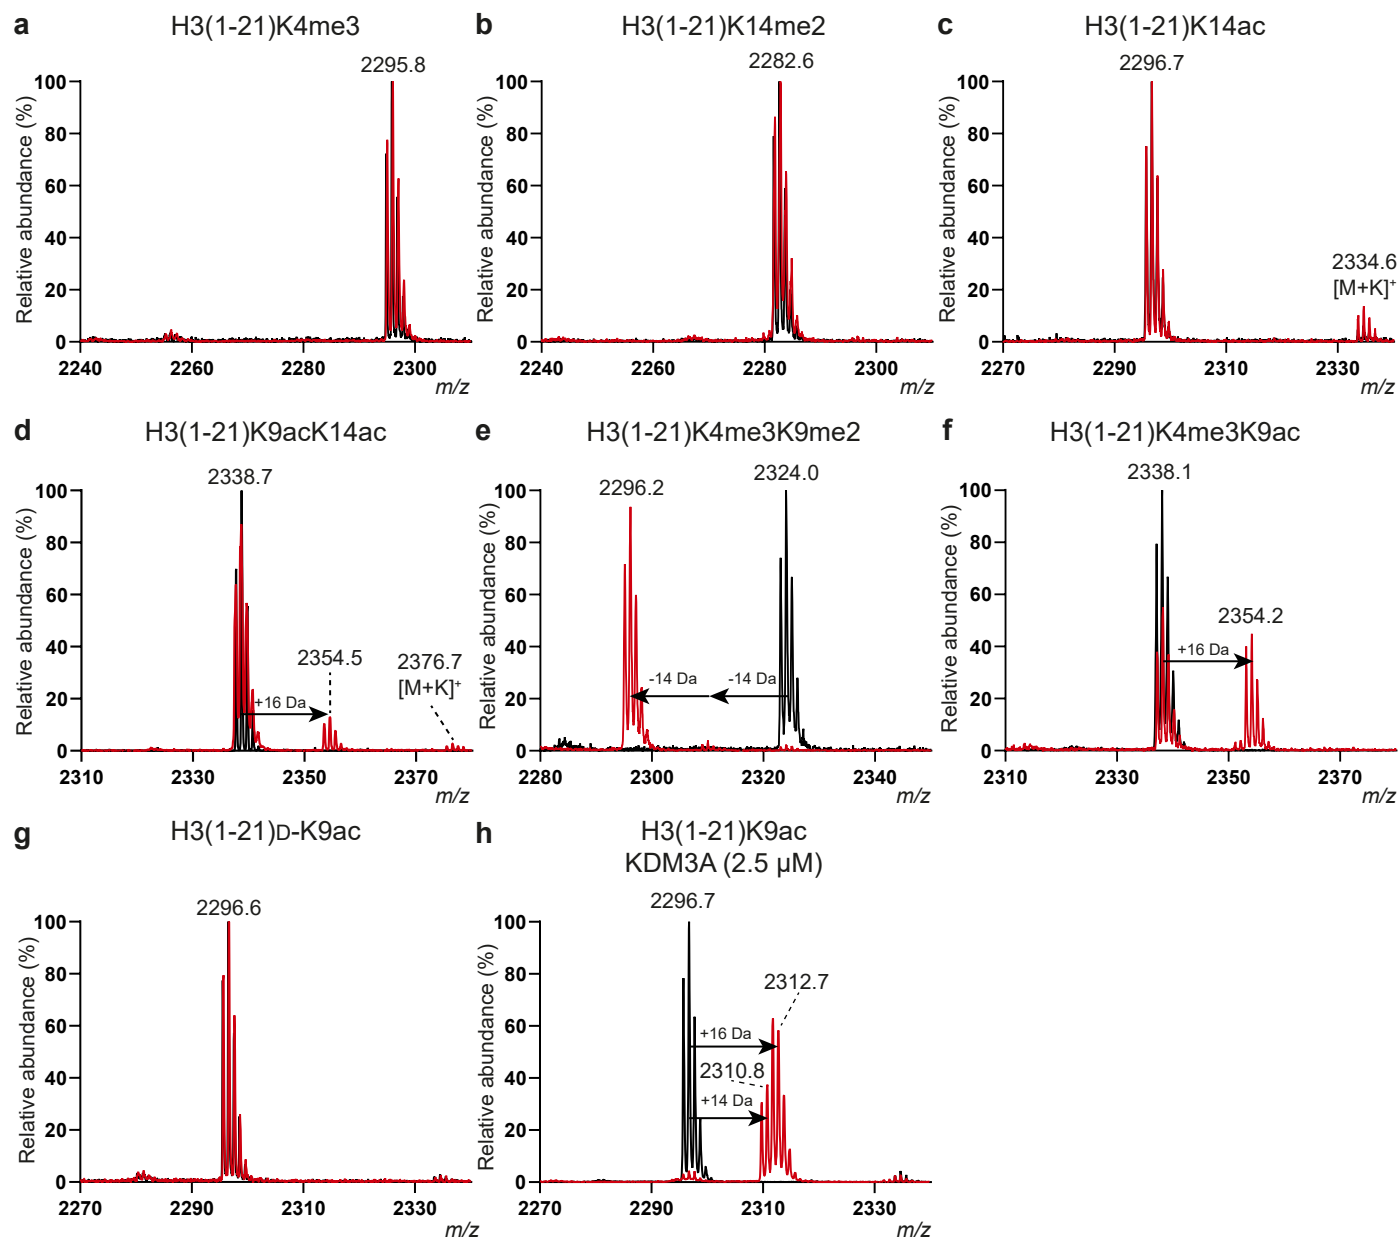 a H3(1-21)K4me3
2295.8
Relative abundance (%)
100
80
60
40
20
0
2240 2260 2280 2300
m/z
b H3(1-21)K14me2
2282.6
Relative abundance (%)
100
80
60
40
20
0
2240 2260 2280 2300
m/z
c H3(1-21)K14ac
2296.7
2334.6
[M+K]⁺
Relative abundance (%)
100
80
60
40
20
0
2270 2290 2310 2330
m/z
d H3(1-21)K9acK14ac
2338.7
2354.5
2376.7
[M+K]⁺
+16 Da
Relative abundance (%)
100
80
60
40
20
0
2310 2330 2350 2370
m/z
e H3(1-21)K4me3K9me2
2296.2
2324.0
-14 Da -14 Da
Relative abundance (%)
100
80
60
40
20
0
2280 2300 2320 2340
m/z
f H3(1-21)K4me3K9ac
2338.1
2354.2
+16 Da
Relative abundance (%)
100
80
60
40
20
0
2310 2330 2350 2370
m/z
g H3(1-21)D-K9ac
2296.6
Relative abundance (%)
100
80
60
40
20
0
2270 2290 2310 2330
m/z
h H3(1-21)K9ac
KDM3A (2.5 µM)
2296.7
2312.7
+16 Da
2310.8
+14 Da
Relative abundance (%)
100
80
60
40
20
0
2270 2290 2310 2330
m/z